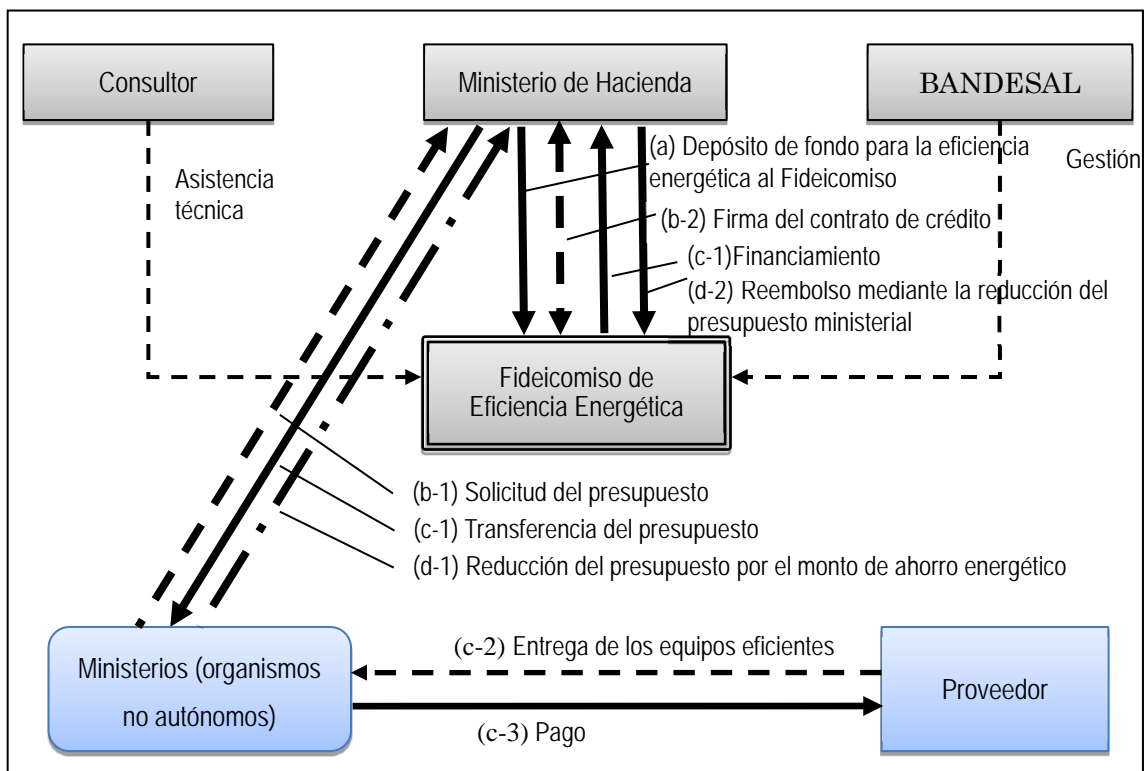 Consultor
Ministerio de Hacienda
BANDESAL
Asistencia
técnica
(a) Depósito de fondo para la eficiencia
energética al Fideicomiso
Gestión
(b-2) Firma del contrato de crédito
(c-1)Financiamiento
(d-2) Reembolso mediante la reducción del
presupuesto ministerial
Fideicomiso de
Eficiencia Energética
(b-1) Solicitud del presupuesto
(c-1) Transferencia del presupuesto
(d-1) Reducción del presupuesto por el monto de ahorro energético
Ministerios (organismos
no autónomos)
(c-2) Entrega de los equipos eficientes
Proveedor
(c-3) Pago